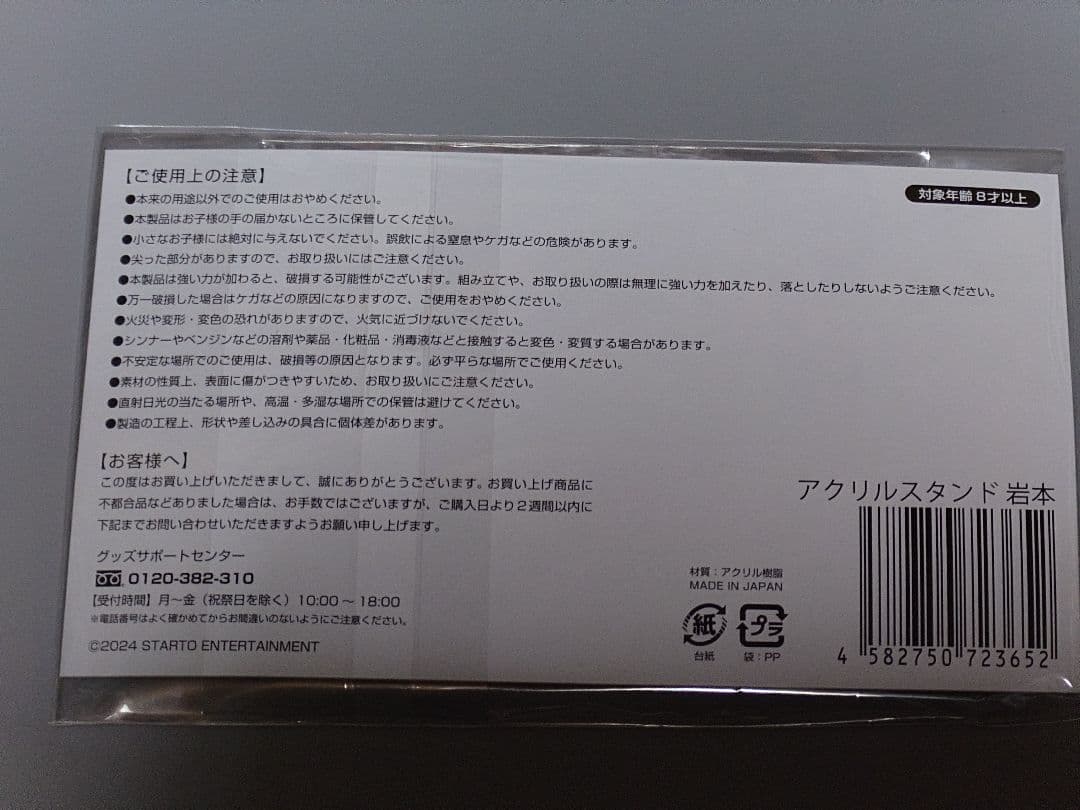 【ご使用上の注意】
対象年齢 8才以上
●本来の用途以外でのご使用はおやめください。
●本製品はお子様の手の届かないところに保管してください。
●小さなお子様には絶対に与えないでください。誤飲による窒息やケガなどの危険があります。
●尖った部分がありますので、お取り扱いにはご注意ください。
●本製品は強い力が加わると、破損する可能性がございます。組み立てや、お取り扱いの際は無理に強い力を加えたり、落としたりしないようご注意ください。
●万一破損した場合はケガなどの原因になりますので、ご使用をおやめください。
●火災や変形・変色の恐れがありますので、火気に近づけないでください。
●シンナーやベンジンなどの溶剤や薬品・化粧品・消毒液などと接触すると変色・変質する場合があります。
●不安定な場所でのご使用は、破損等の原因となります。必ず平らな場所でご使用ください。
●素材の性質上、表面に傷がつきやすいため、お取り扱いにご注意ください。
●直射日光の当たる場所や、高温・多湿な場所での保管は避けてください。
●製造の工程上、形状や差し込みの具合に個体差があります。
【お客様へ】
この度はお買い上げいただきまして、誠にありがとうございます。お買い上げ商品に
不都合品などありました場合は、お手数ではございますが、ご購入日より2週間以内に
下記までお問い合わせいただきますようお願い申し上げます。
グッズサポートセンター
0120-382-310
【受付時間】月〜金（祝祭日を除く）10:00〜18:00
※電話番号はよく確かめてからお間違いのないようにご注意ください。
©2024 STARTO ENTERTAINMENT
材質：アクリル樹脂
MADE IN JAPAN
紙
台紙
プラ
袋：PP
アクリルスタンド 岩本
4 582750 723652